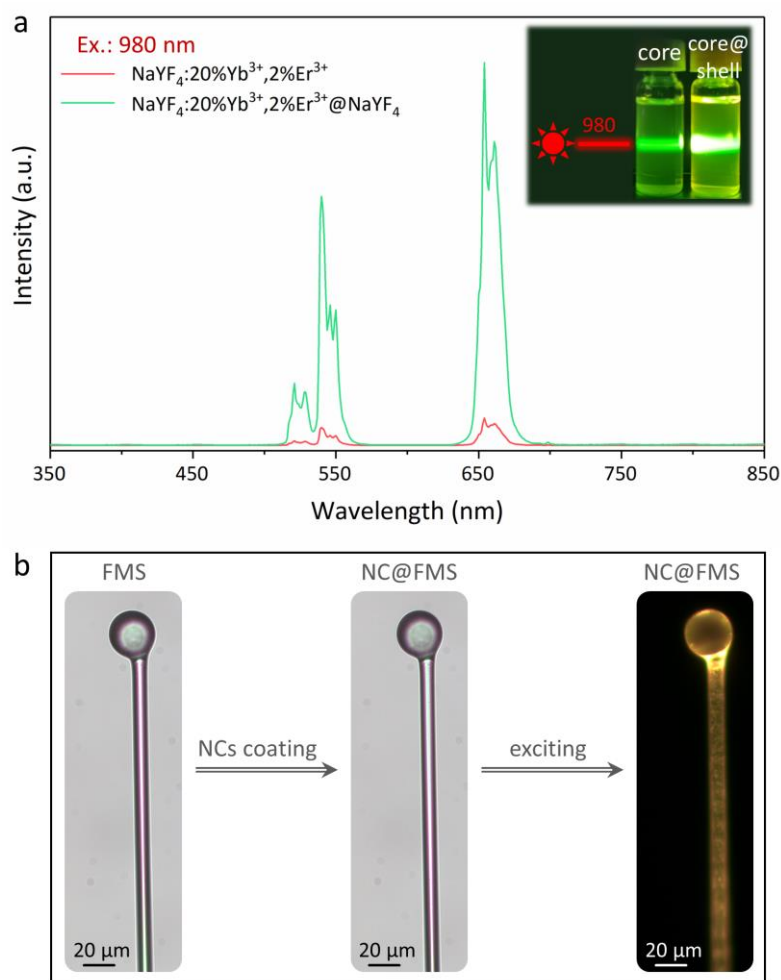 a
Ex.: 980 nm
NaYF₄:20%Yb³⁺,2%Er³⁺
NaYF₄:20%Yb³⁺,2%Er³⁺@NaYF₄
core
core@
shell
980
Intensity (a.u.)
350 450 550 650 750 850
Wavelength (nm)
b
FMS
NC@FMS
NC@FMS
NCs coating
exciting
20 μm
20 μm
20 μm